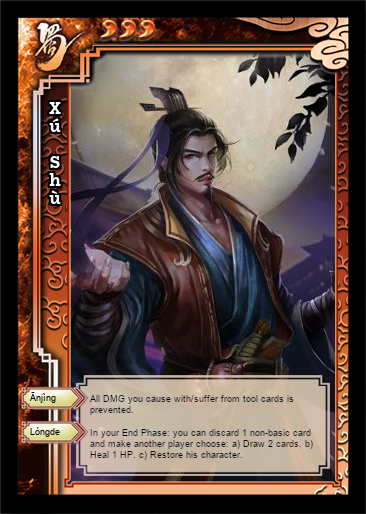 蜀
Xú Shù
Ānjìng
All DMG you cause with/suffer from tool cards is
prevented.
Lóngde
In your End Phase: you can discard 1 non-basic card
and make another player choose: a) Draw 2 cards. b)
Heal 1 HP. c) Restore his character.